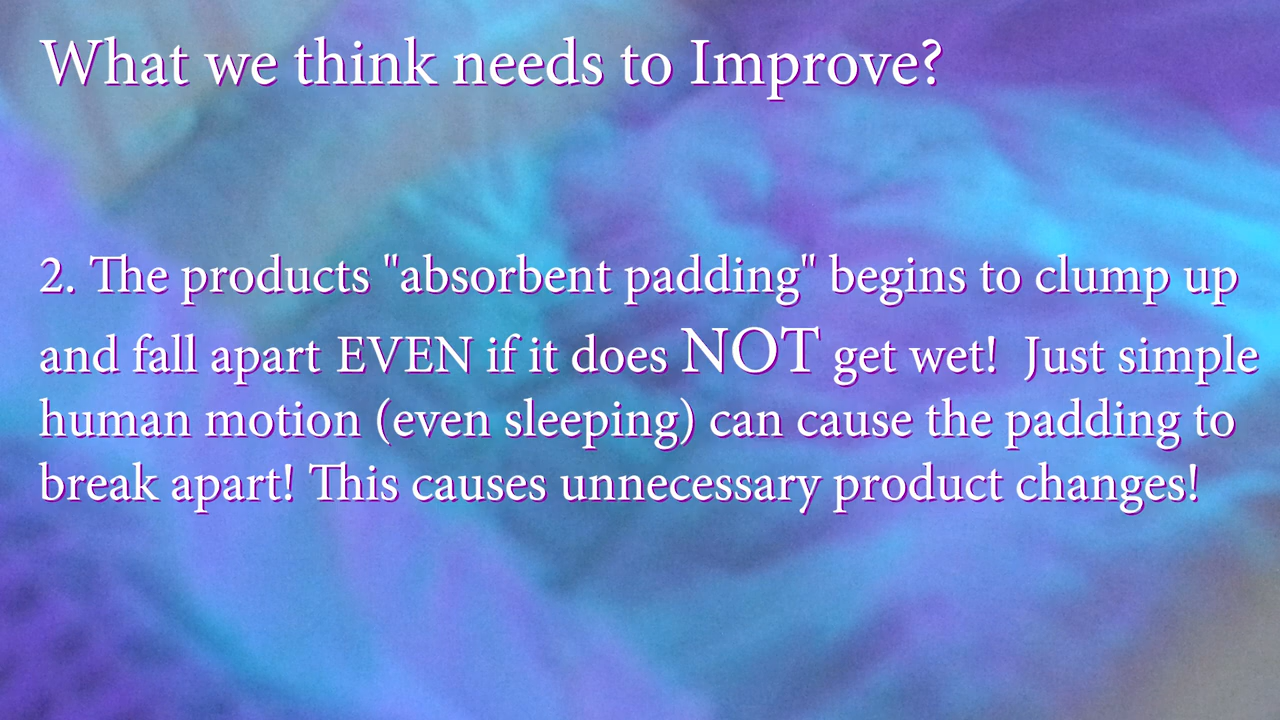 What we think needs to Improve?
2. The products "absorbent padding" begins to clump up
and fall apart EVEN if it does NOT get wet!  Just simple
human motion (even sleeping) can cause the padding to
break apart! This causes unnecessary product changes!